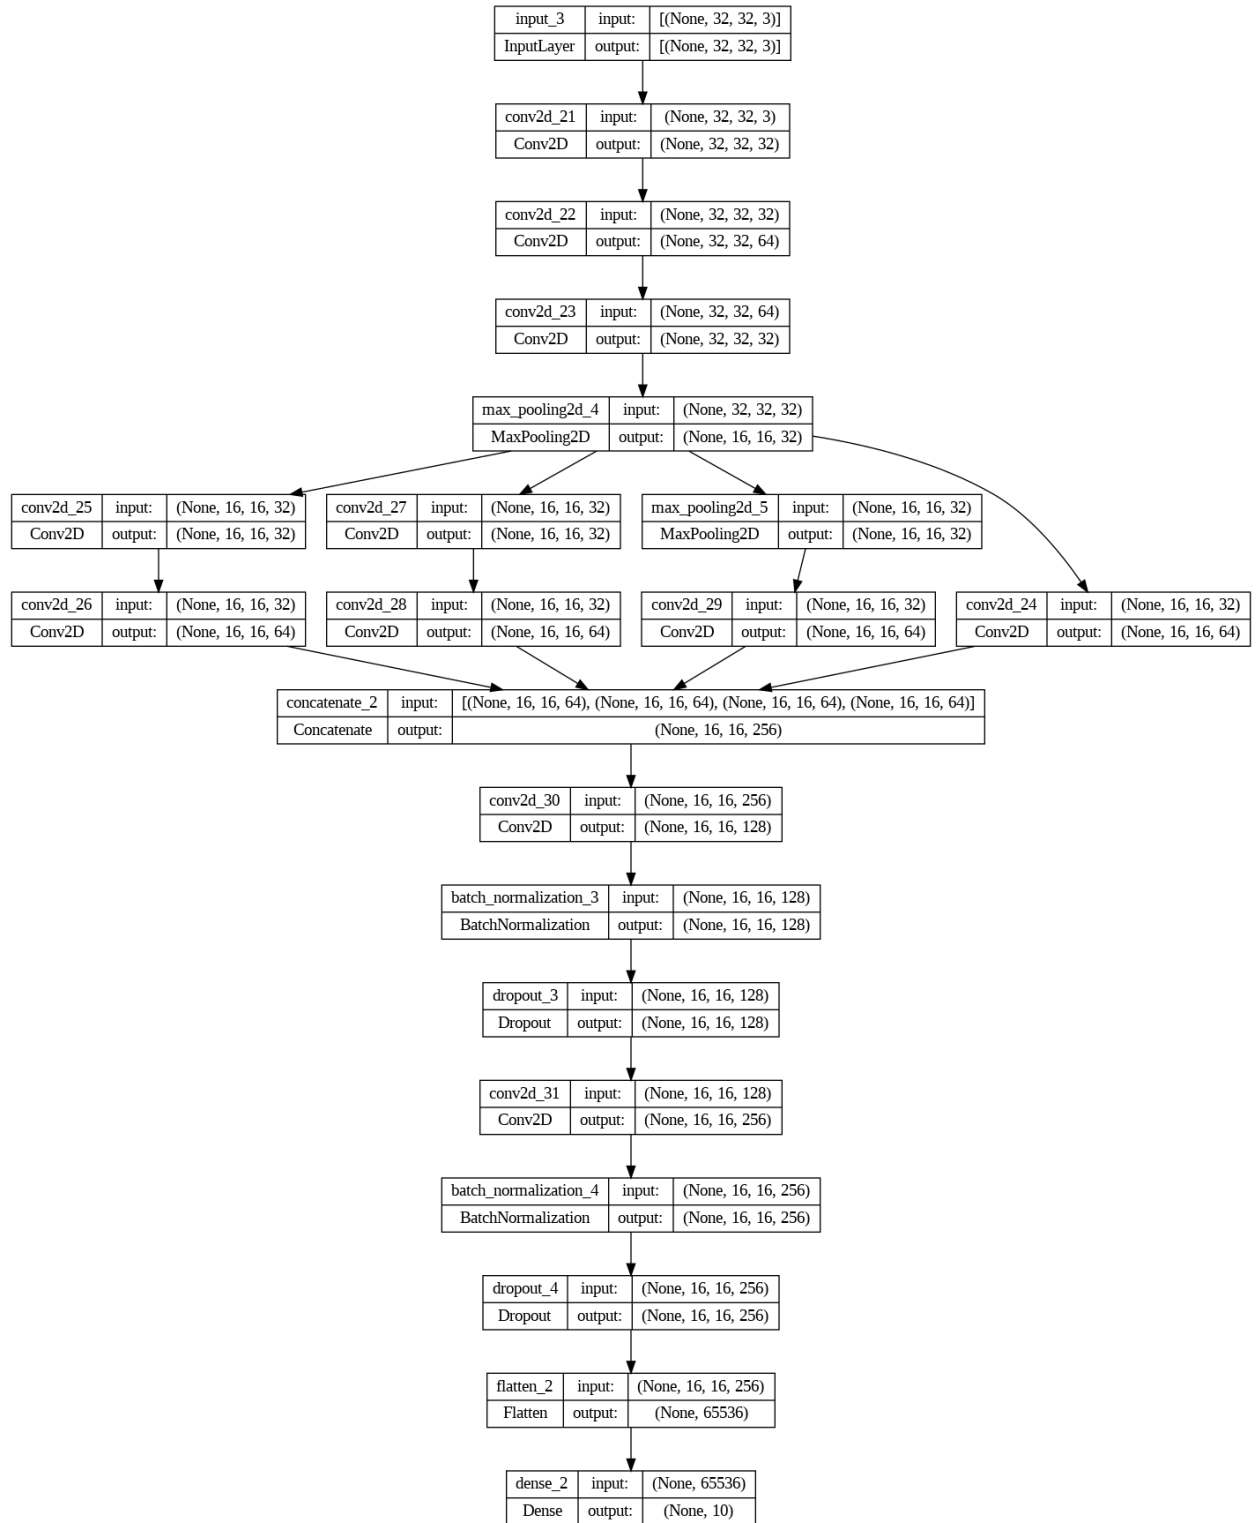 input_3 input: [(None, 32, 32, 3)]
InputLayer output: [(None, 32, 32, 3)]
conv2d_21 input: (None, 32, 32, 3)
Conv2D output: (None, 32, 32, 32)
conv2d_22 input: (None, 32, 32, 32)
Conv2D output: (None, 32, 32, 64)
conv2d_23 input: (None, 32, 32, 64)
Conv2D output: (None, 32, 32, 32)
max_pooling2d_4 input: (None, 32, 32, 32)
MaxPooling2D output: (None, 16, 16, 32)
conv2d_25 input: (None, 16, 16, 32)
Conv2D output: (None, 16, 16, 32)
conv2d_27 input: (None, 16, 16, 32)
Conv2D output: (None, 16, 16, 32)
max_pooling2d_5 input: (None, 16, 16, 32)
MaxPooling2D output: (None, 16, 16, 32)
conv2d_26 input: (None, 16, 16, 32)
Conv2D output: (None, 16, 16, 64)
conv2d_28 input: (None, 16, 16, 32)
Conv2D output: (None, 16, 16, 64)
conv2d_29 input: (None, 16, 16, 32)
Conv2D output: (None, 16, 16, 64)
conv2d_24 input: (None, 16, 16, 32)
Conv2D output: (None, 16, 16, 64)
concatenate_2 input: [(None, 16, 16, 64), (None, 16, 16, 64), (None, 16, 16, 64), (None, 16, 16, 64)]
Concatenate output: (None, 16, 16, 256)
conv2d_30 input: (None, 16, 16, 256)
Conv2D output: (None, 16, 16, 128)
batch_normalization_3 input: (None, 16, 16, 128)
BatchNormalization output: (None, 16, 16, 128)
dropout_3 input: (None, 16, 16, 128)
Dropout output: (None, 16, 16, 128)
conv2d_31 input: (None, 16, 16, 128)
Conv2D output: (None, 16, 16, 256)
batch_normalization_4 input: (None, 16, 16, 256)
BatchNormalization output: (None, 16, 16, 256)
dropout_4 input: (None, 16, 16, 256)
Dropout output: (None, 16, 16, 256)
flatten_2 input: (None, 16, 16, 256)
Flatten output: (None, 65536)
dense_2 input: (None, 65536)
Dense output: (None, 10)